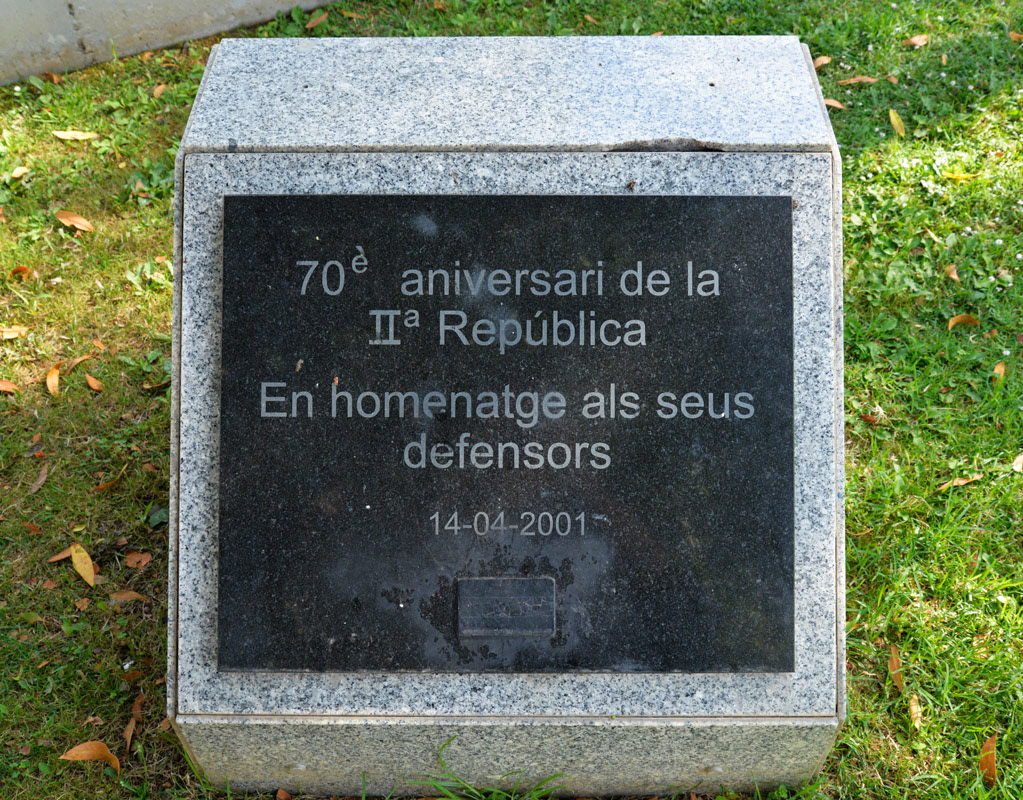 70è aniversari de la
IIª República
En homenatge als seus
defensors
14-04-2001